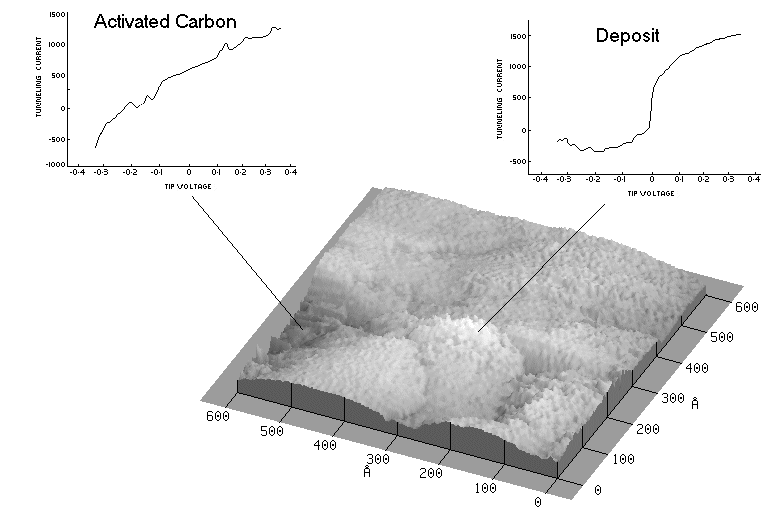 Activated Carbon
1500
1000
500
0
-500
-1000
TUNNELING CURRENT
-0.4 -0.3 -0.2 -0.1 0 0.1 0.2 0.3 0.4
TIP VOLTAGE
Deposit
1500
1000
500
0
-500
TUNNELING CURRENT
-0.4 -0.3 -0.2 0 0.1 0.2 0.3 0.4
TIP VOLTAGE
600
500
400
300
200
100
0
Å
600
500
400
300
200
100
0
Å